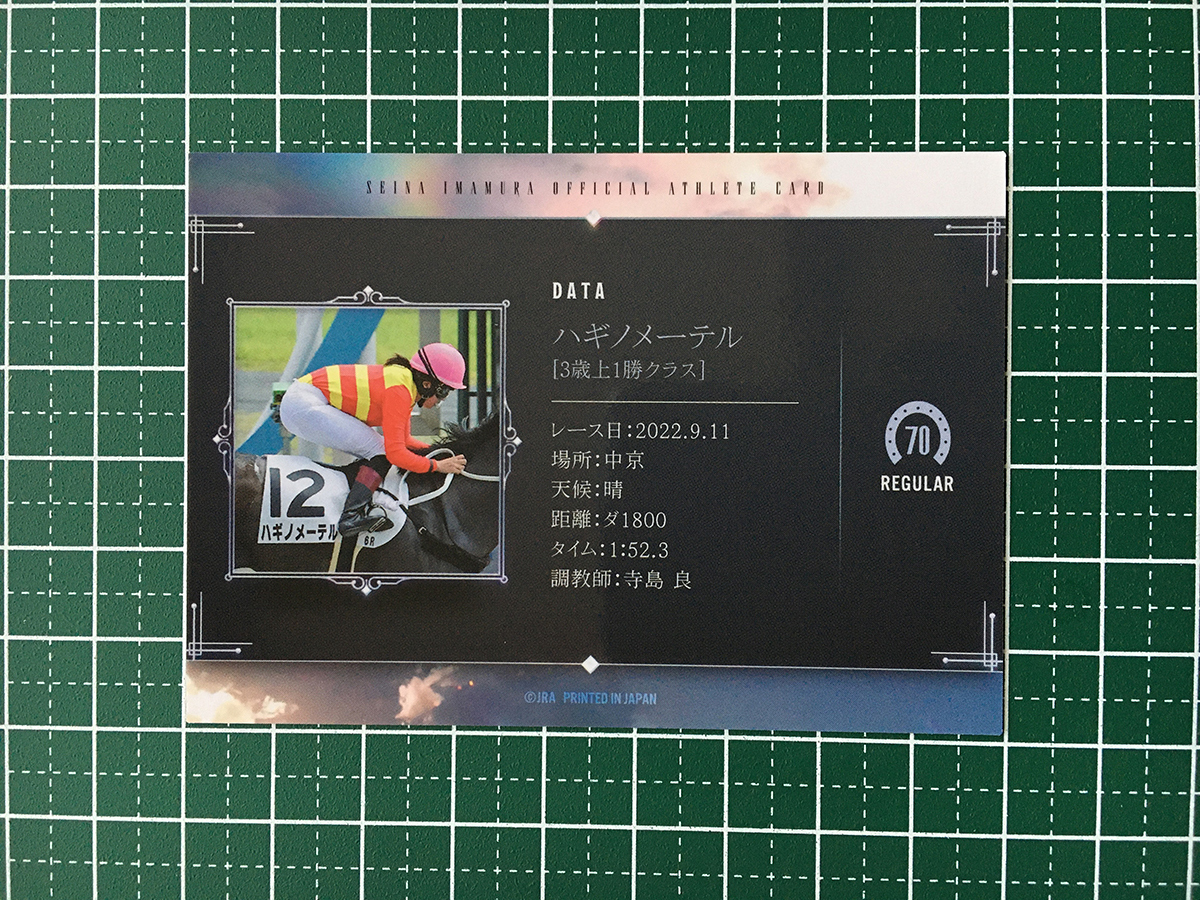 SEINA IMAMURA OFFICIAL ATHLETE CARD
DATA
ハギノメーテル
[3歳上1勝クラス]
レース日:2022.9.11
場所:中京
天候:晴
距離:ダ1800
タイム:1:52.3
調教師:寺島 良
70
REGULAR
12
ハギノメーテル
6R
©JRA PRINTED IN JAPAN